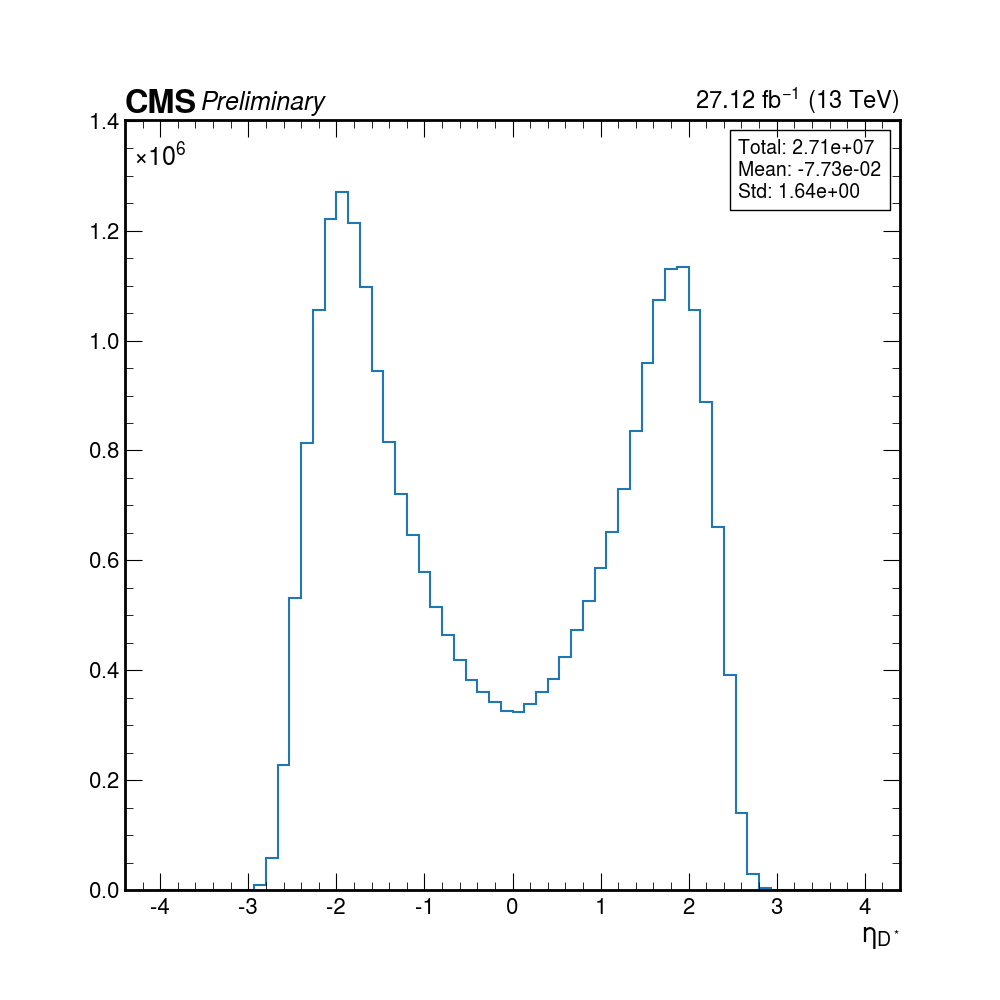 CMS Preliminary
27.12 fb⁻¹ (13 TeV)
×10⁶
Total: 2.71e+07
Mean: -7.73e-02
Std: 1.64e+00
1.4
1.2
1.0
0.8
0.6
0.4
0.2
0.0
-4 -3 -2 -1 0 1 2 3 4
η_D*